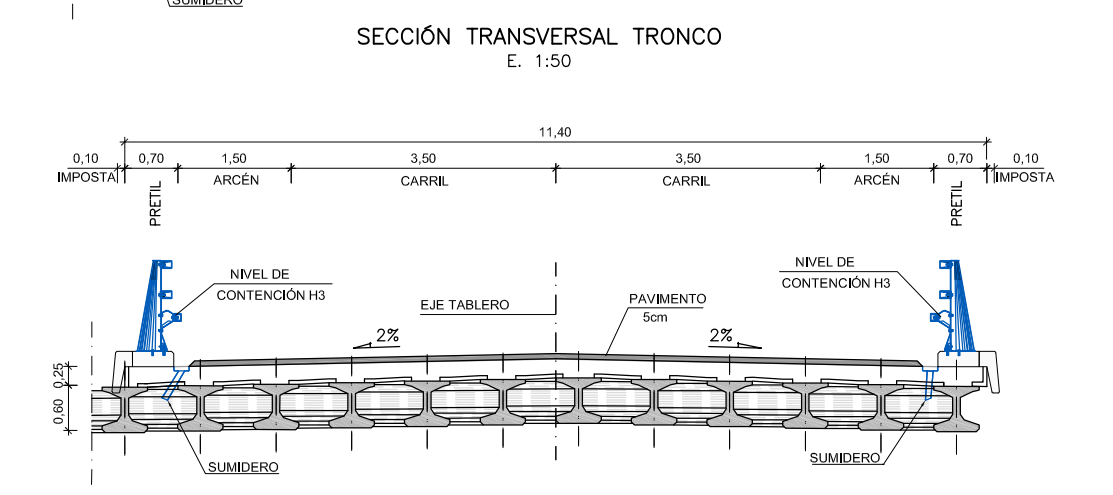 SUMIDERO
SECCIÓN TRANSVERSAL TRONCO
E. 1:50
11,40
0,10 0,70 1,50 3,50 3,50 1,50 0,70 0,10
IMPOSTA PRETIL ARCÉN CARRIL CARRIL ARCÉN PRETIL IMPOSTA
NIVEL DE
CONTENCIÓN H3
EJE TABLERO
PAVIMENTO
5cm
NIVEL DE
CONTENCIÓN H3
2%
2%
0,25
0,60
SUMIDERO
SUMIDERO